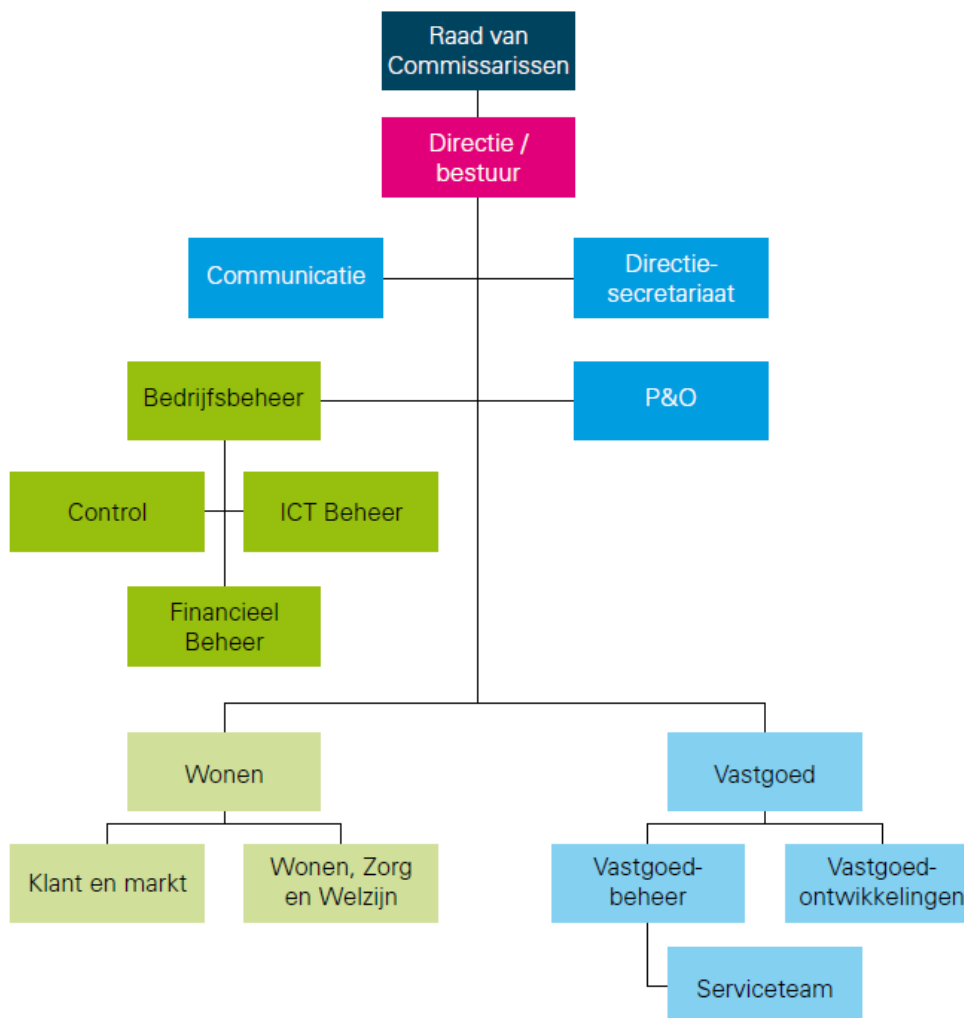 Raad van
Commissarissen
Directie /
bestuur
Communicatie
Directie-
secretariaat
Bedrijfsbeheer
P&O
Control
ICT Beheer
Financieel
Beheer
Wonen
Vastgoed
Klant en markt
Wonen, Zorg
en Welzijn
Vastgoed-
beheer
Vastgoed-
ontwikkelingen
Serviceteam